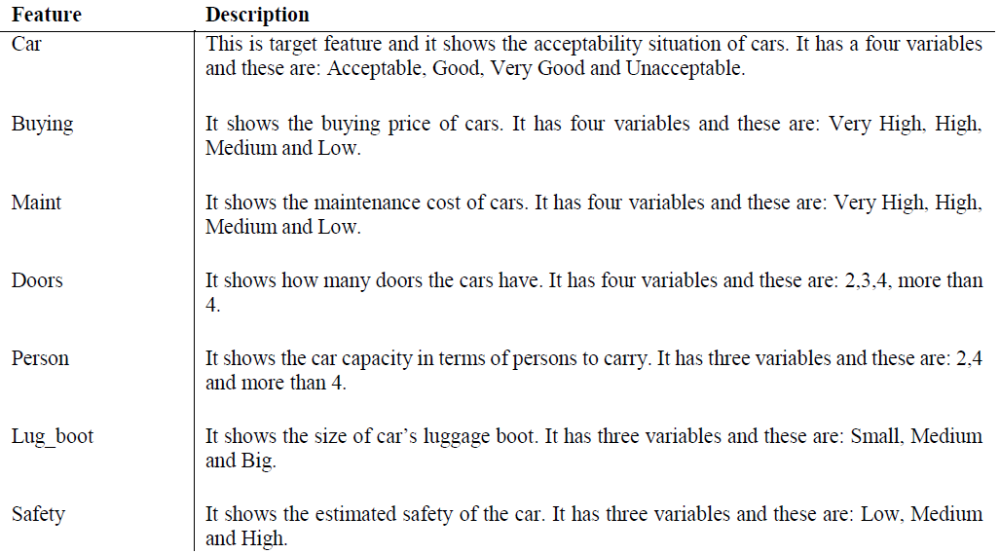 Feature Description
Car This is target feature and it shows the acceptability situation of cars. It has a four variables
and these are: Acceptable, Good, Very Good and Unacceptable.
Buying It shows the buying price of cars. It has four variables and these are: Very High, High,
Medium and Low.
Maint It shows the maintenance cost of cars. It has four variables and these are: Very High, High,
Medium and Low.
Doors It shows how many doors the cars have. It has four variables and these are: 2,3,4, more than
4.
Person It shows the car capacity in terms of persons to carry. It has three variables and these are: 2,4
and more than 4.
Lug_boot It shows the size of car’s luggage boot. It has three variables and these are: Small, Medium
and Big.
Safety It shows the estimated safety of the car. It has three variables and these are: Low, Medium
and High.